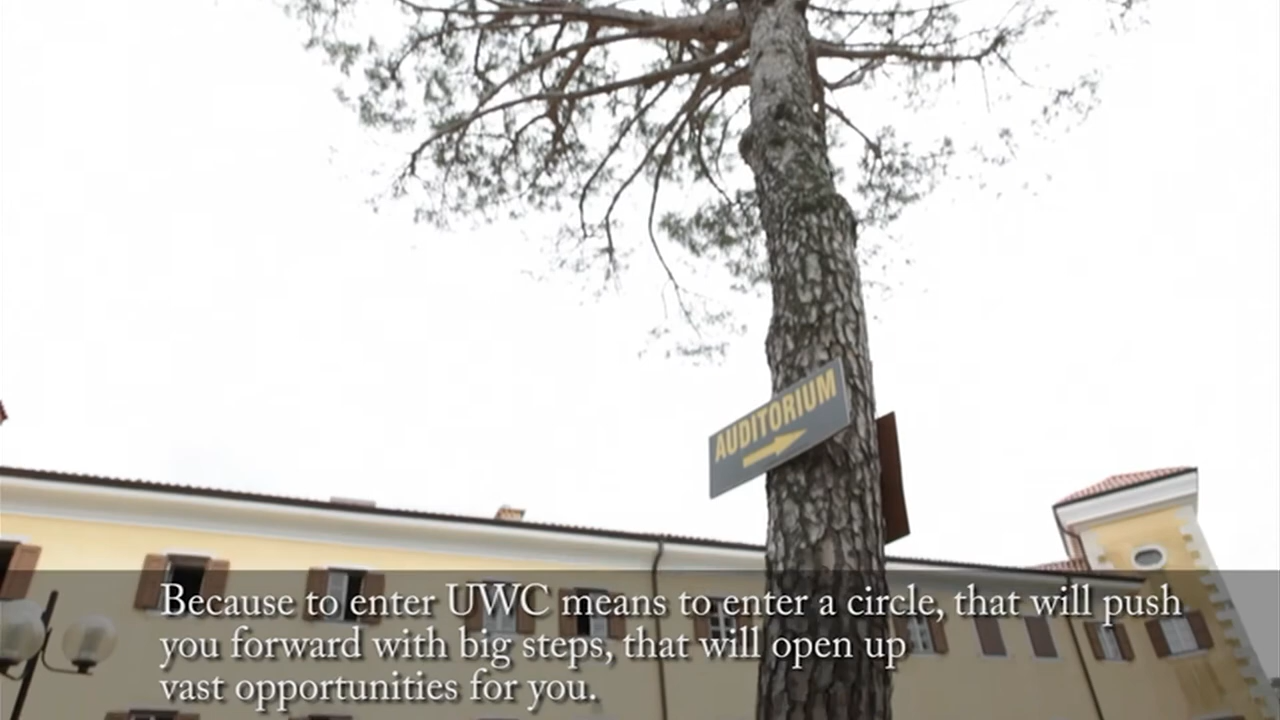 AUDITORIUM
Because to enter UWC means to enter a circle, that will push
you forward with big steps, that will open up
vast opportunities for you.